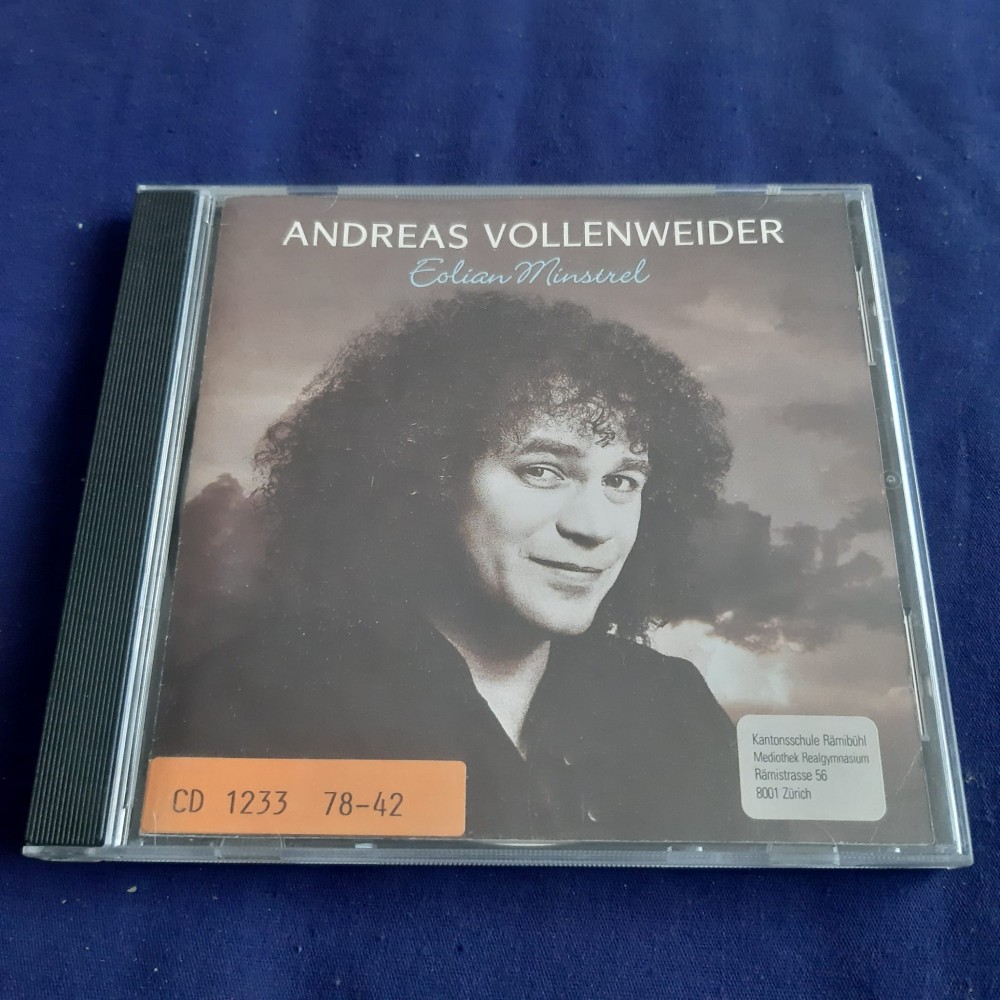 ANDREAS VOLLENWEIDER
Eolian Minstrel
Kantonsschule Rämibühl
Mediothek Realgymnasium
Rämistrasse 56
8001 Zürich
CD 1233 78-42